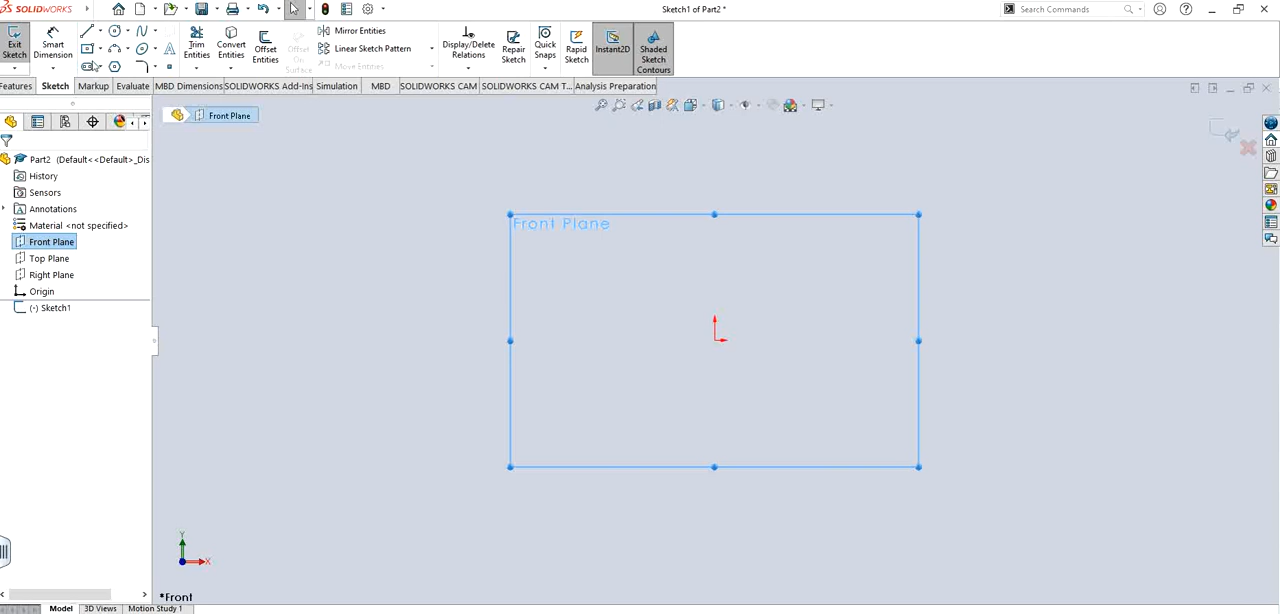 SOLIDWORKS
Sketch1 of Part2 *
Search Commands
Exit Sketch
Smart Dimension
Trim Entities
Convert Entities
Offset Entities
Offset On Surface
Mirror Entities
Linear Sketch Pattern
Move Entities
Display/Delete Relations
Repair Sketch
Quick Snaps
Rapid Sketch
Instant2D
Shaded Sketch Contours
Features
Sketch
Markup
Evaluate
MBD Dimensions
SOLIDWORKS Add-Ins
Simulation
MBD
SOLIDWORKS CAM
SOLIDWORKS CAM T...
Analysis Preparation
Front Plane
Part2 (Default<<Default>_Dis
History
Sensors
Annotations
Material <not specified>
Front Plane
Top Plane
Right Plane
Origin
(-) Sketch1
Front Plane
Y
X
*Front
Model
3D Views
Motion Study 1